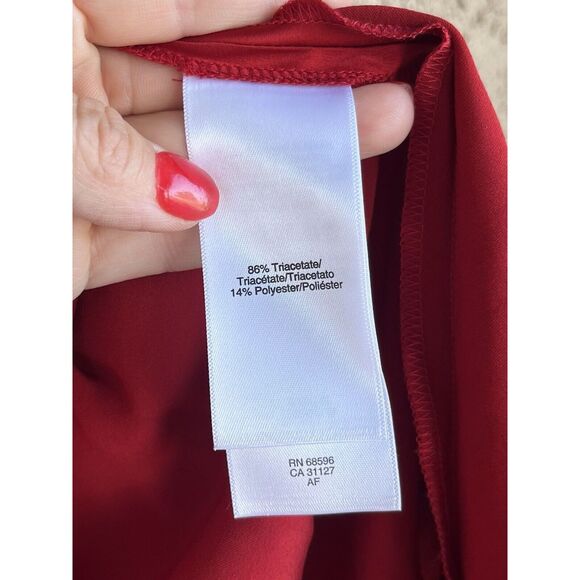 86% Triacetate/
Triacétate/Triacetato
14% Polyester/Poliéster
RN 68596
CA 31127
AF